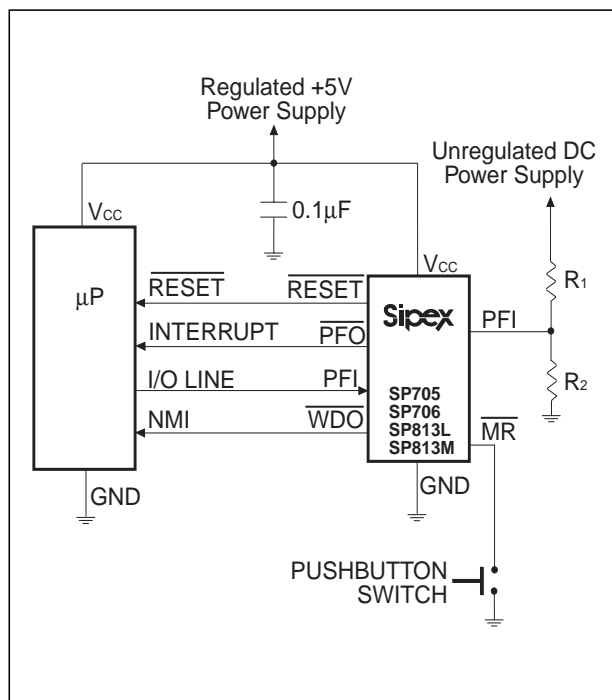 Regulated +5V
Power Supply
Unregulated DC
Power Supply
VCC
0.1µF
VCC
µP
RESET
RESET
Sipex
R1
INTERRUPT
PFO
PFI
I/O LINE
PFI
R2
NMI
WDO
SP705
SP706
SP813L
SP813M
MR
GND
GND
PUSHBUTTON
SWITCH